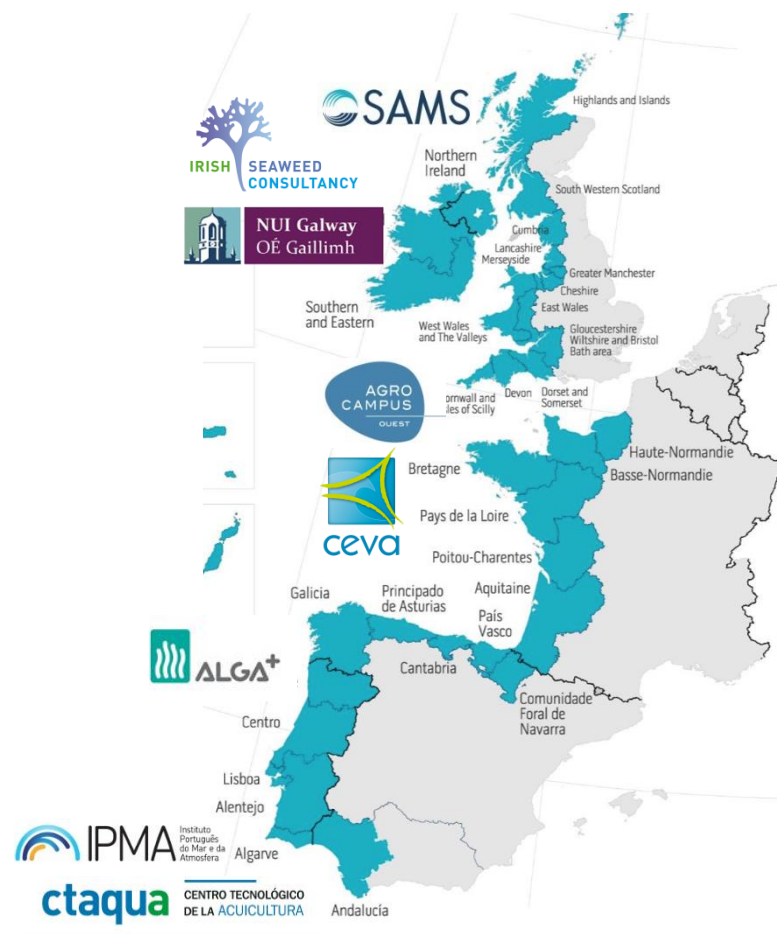 SAMS
Highlands and Islands
IRISH SEAWEED
CONSULTANCY
Northern
Ireland
South Western Scotland
NUI Galway
OÉ Gaillimh
Cumbria
Lancashire
Merseyside
Greater Manchester
Cheshire
East Wales
Southern
and Eastern
West Wales
and The Valleys
Gloucestershire
Wiltshire and Bristol
Bath area
AGRO
CAMPUS
OUEST
ornwall and
les of Scilly
Devon
Dorset and
Somerset
Haute-Normandie
Basse-Normandie
Bretagne
ceva
Pays de la Loire
Poitou-Charentes
Aquitaine
Galicia
Principado
de Asturias
País
Vasco
ALGA+
Cantabria
Comunidade
Foral de
Navarra
Centro
Lisboa
Alentejo
IPMA
Instituto
Português
do Mar e da
Atmosfera
Algarve
ctaqua
CENTRO TECNOLÓGICO
DE LA ACUICULTURA
Andalucía